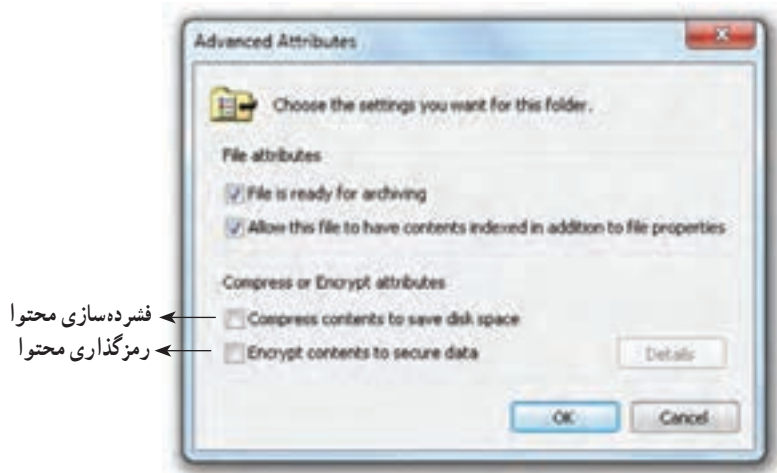 Advanced Attributes
Choose the settings you want for this folder.
File attributes
File is ready for archiving
Allow this file to have contents indexed in addition to file properties
Compress or Encrypt attributes
فشرده‌سازی محتوا
Compress contents to save disk space
رمزگذاری محتوا
Encrypt contents to secure data
Details
OK
Cancel